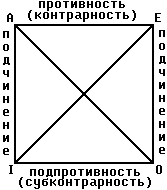 противность
A (контрарность) E
подчинение
подчинение
I подпротивность O
(субконтрарность)